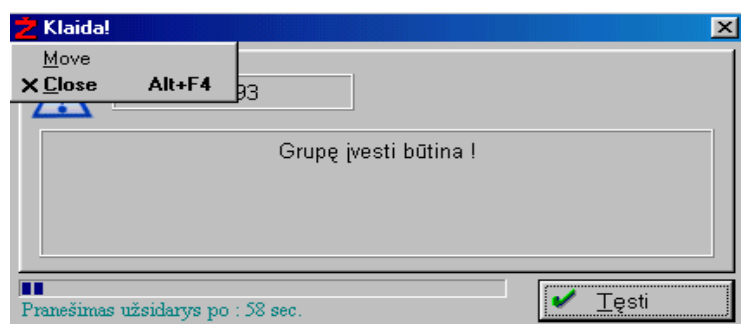 Ž Klaida!
Move
Close Alt+F4
93
Grupę įvesti būtina !
Pranešimas užsidarys po : 58 sec.
Tęsti